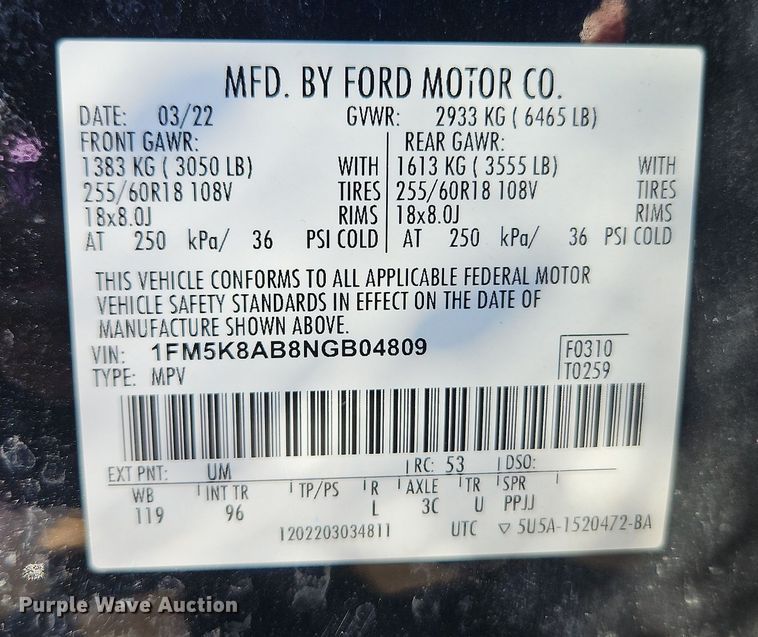 MFD. BY FORD MOTOR CO.
DATE: 03/22 GVWR: 2933 KG ( 6465 LB)
FRONT GAWR: REAR GAWR:
1383 KG ( 3050 LB) WITH 1613 KG ( 3555 LB) WITH
255/60R18 108V TIRES 255/60R18 108V TIRES
18x8.0J RIMS 18x8.0J RIMS
AT 250 kPa/ 36 PSI COLD AT 250 kPa/ 36 PSI COLD
THIS VEHICLE CONFORMS TO ALL APPLICABLE FEDERAL MOTOR
VEHICLE SAFETY STANDARDS IN EFFECT ON THE DATE OF
MANUFACTURE SHOWN ABOVE.
VIN: 1FM5K8AB8NGB04809 F0310
TYPE: MPV T0259
EXT PNT: UM RC: 53 DSO:
WB INT TR TP/PS R AXLE TR SPR
119 96 L 3C U PPJJ
1202203034811 UTC ▽ 5U5A-1520472-BA
Purple Wave Auction